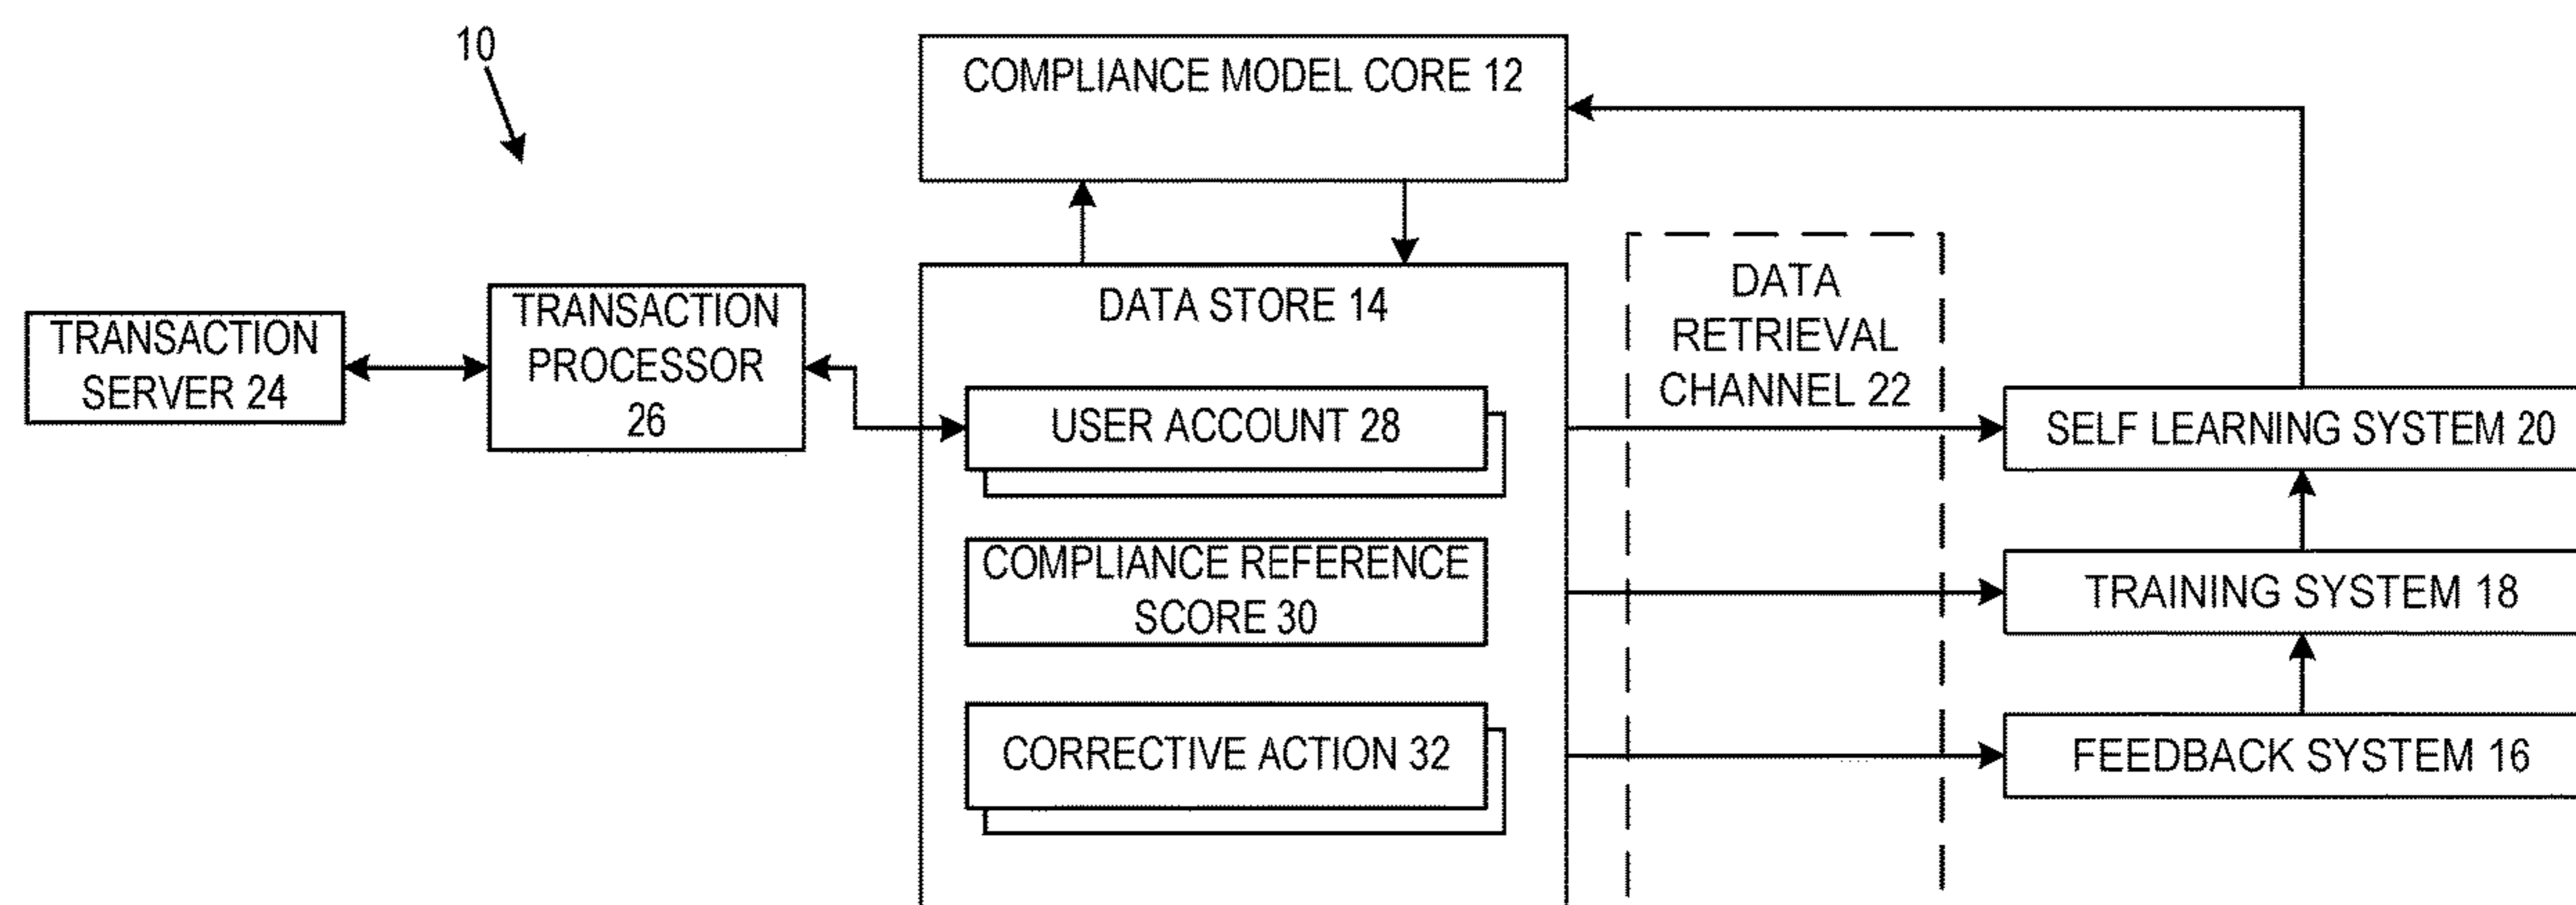 10
COMPLIANCE MODEL CORE 12
DATA STORE 14
TRANSACTION
SERVER 24
TRANSACTION
PROCESSOR
26
USER ACCOUNT 28
COMPLIANCE REFERENCE
SCORE 30
CORRECTIVE ACTION 32
DATA
RETRIEVAL
CHANNEL 22
SELF LEARNING SYSTEM 20
TRAINING SYSTEM 18
FEEDBACK SYSTEM 16